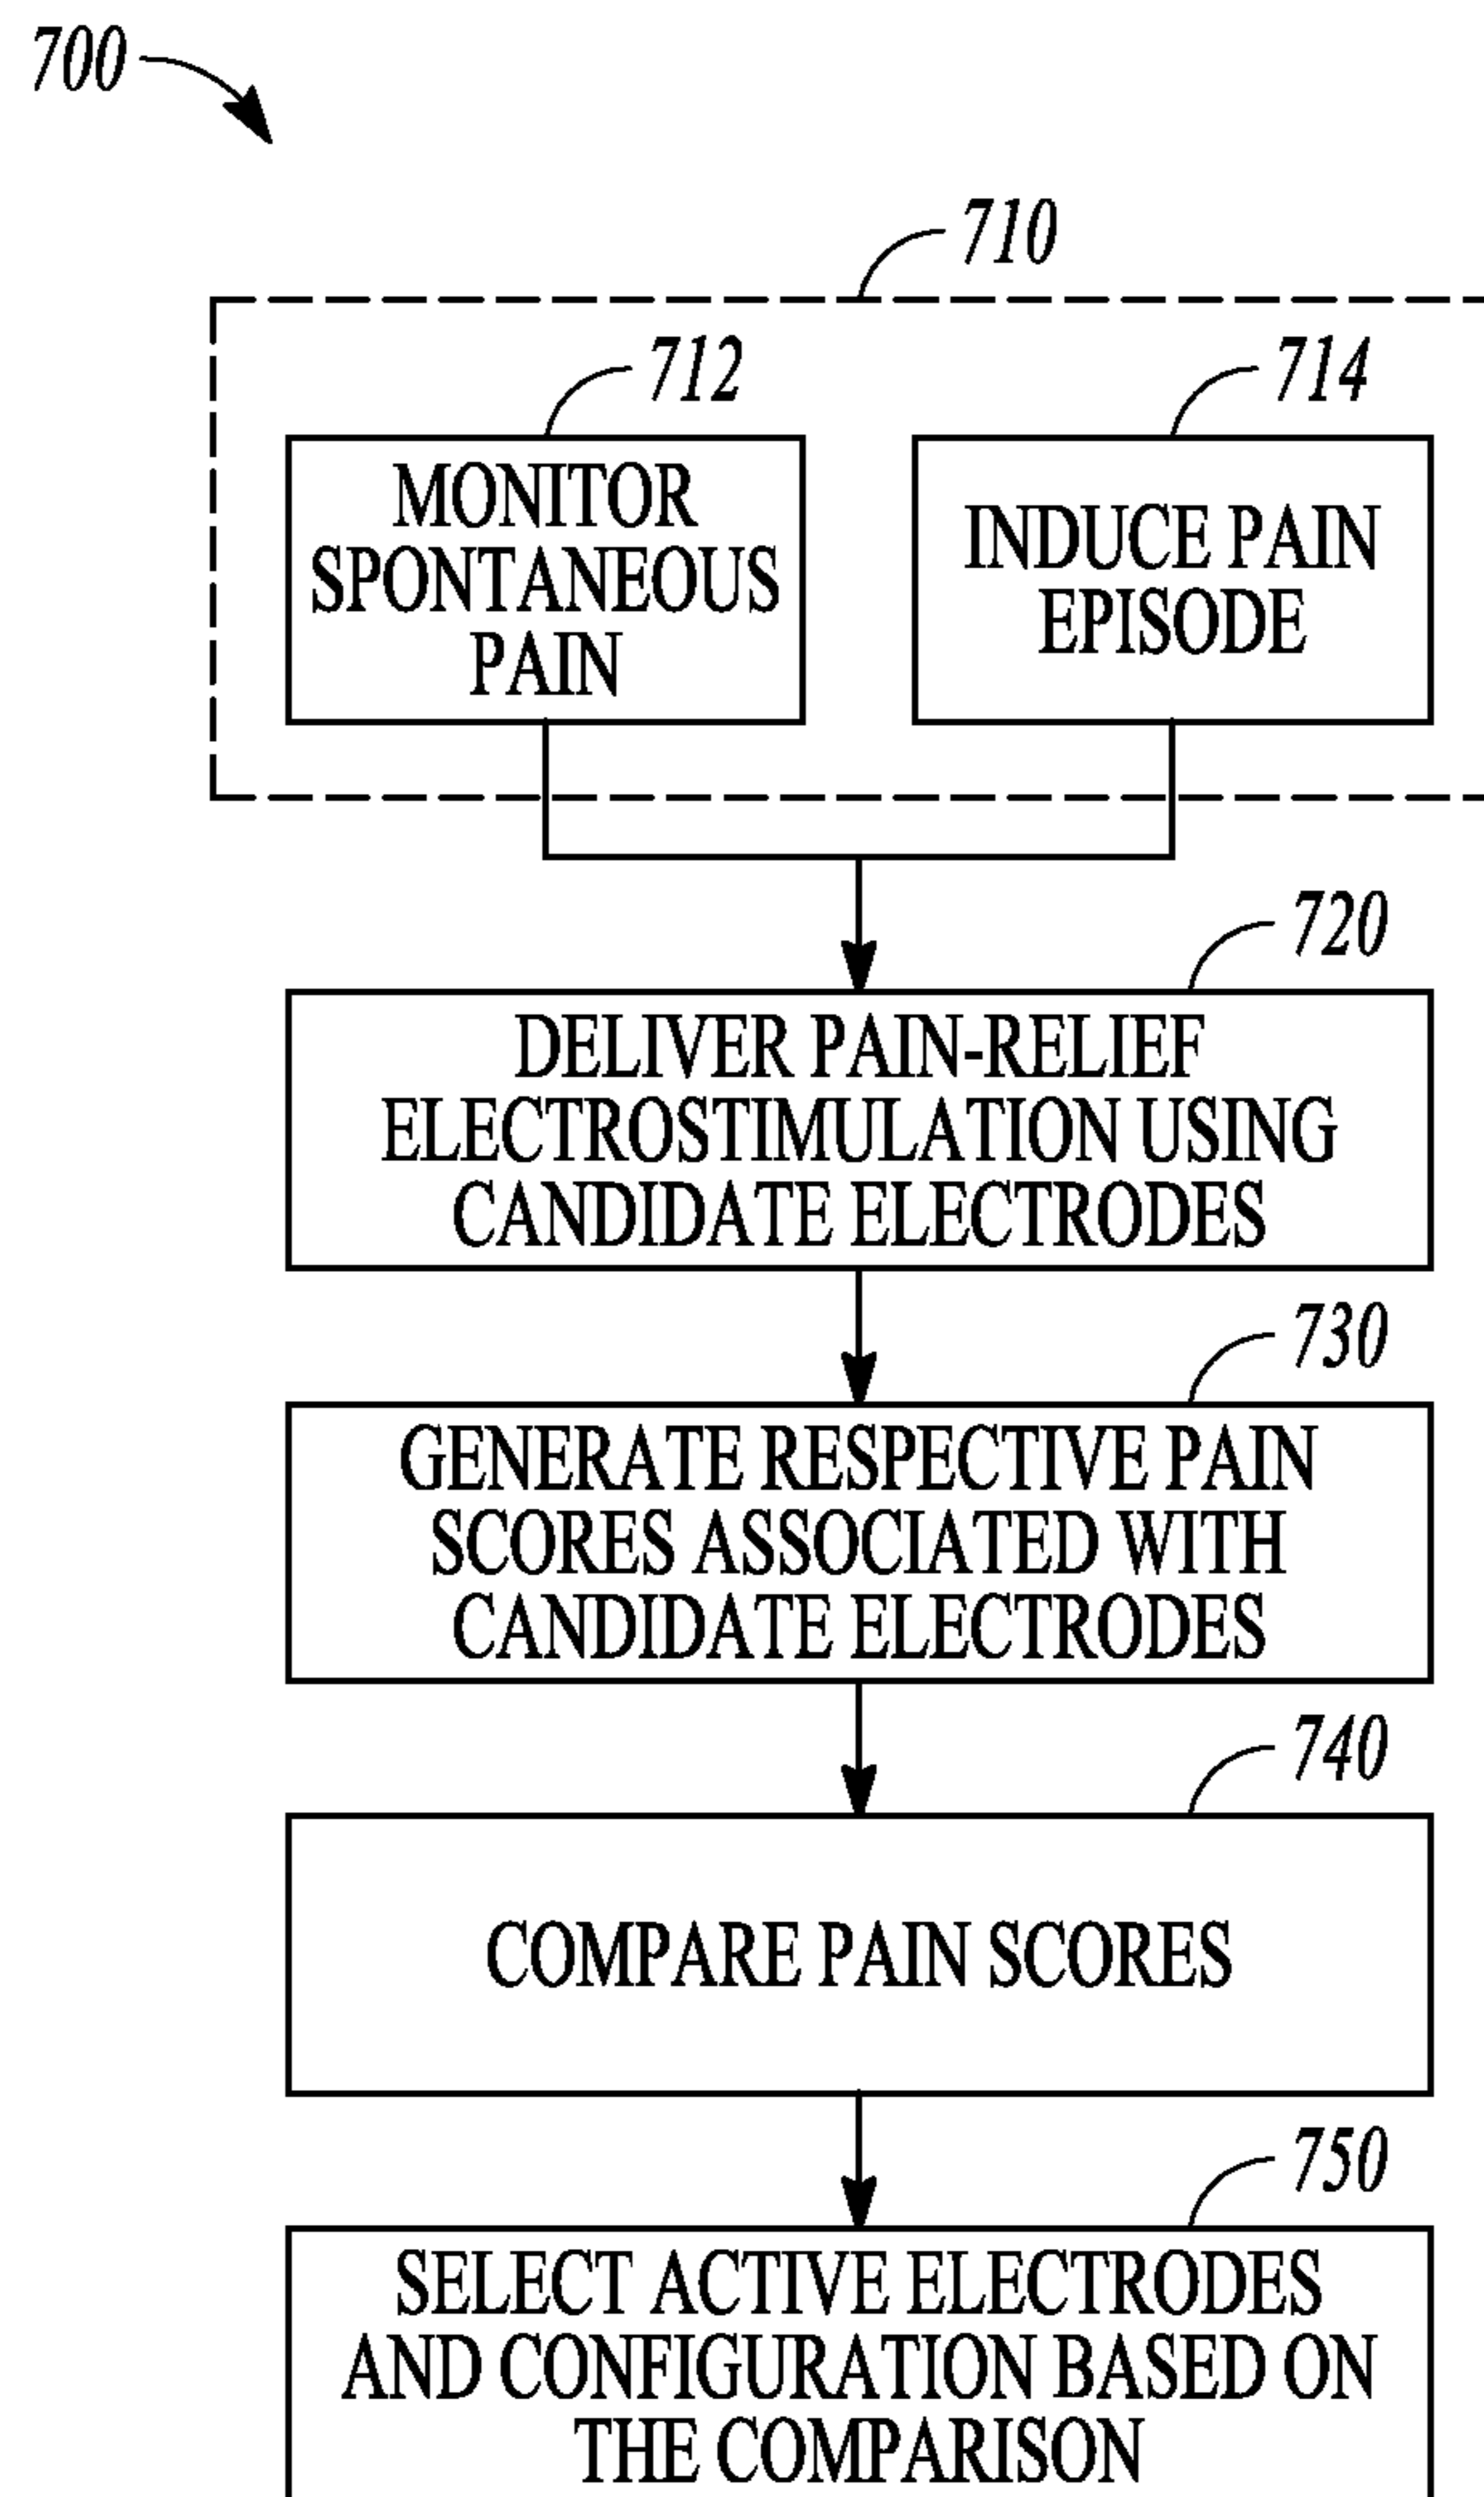 700
710
712
714
MONITOR
SPONTANEOUS
PAIN
INDUCE PAIN
EPISODE
720
DELIVER PAIN-RELIEF
ELECTROSTIMULATION USING
CANDIDATE ELECTRODES
730
GENERATE RESPECTIVE PAIN
SCORES ASSOCIATED WITH
CANDIDATE ELECTRODES
740
COMPARE PAIN SCORES
750
SELECT ACTIVE ELECTRODES
AND CONFIGURATION BASED ON
THE COMPARISON